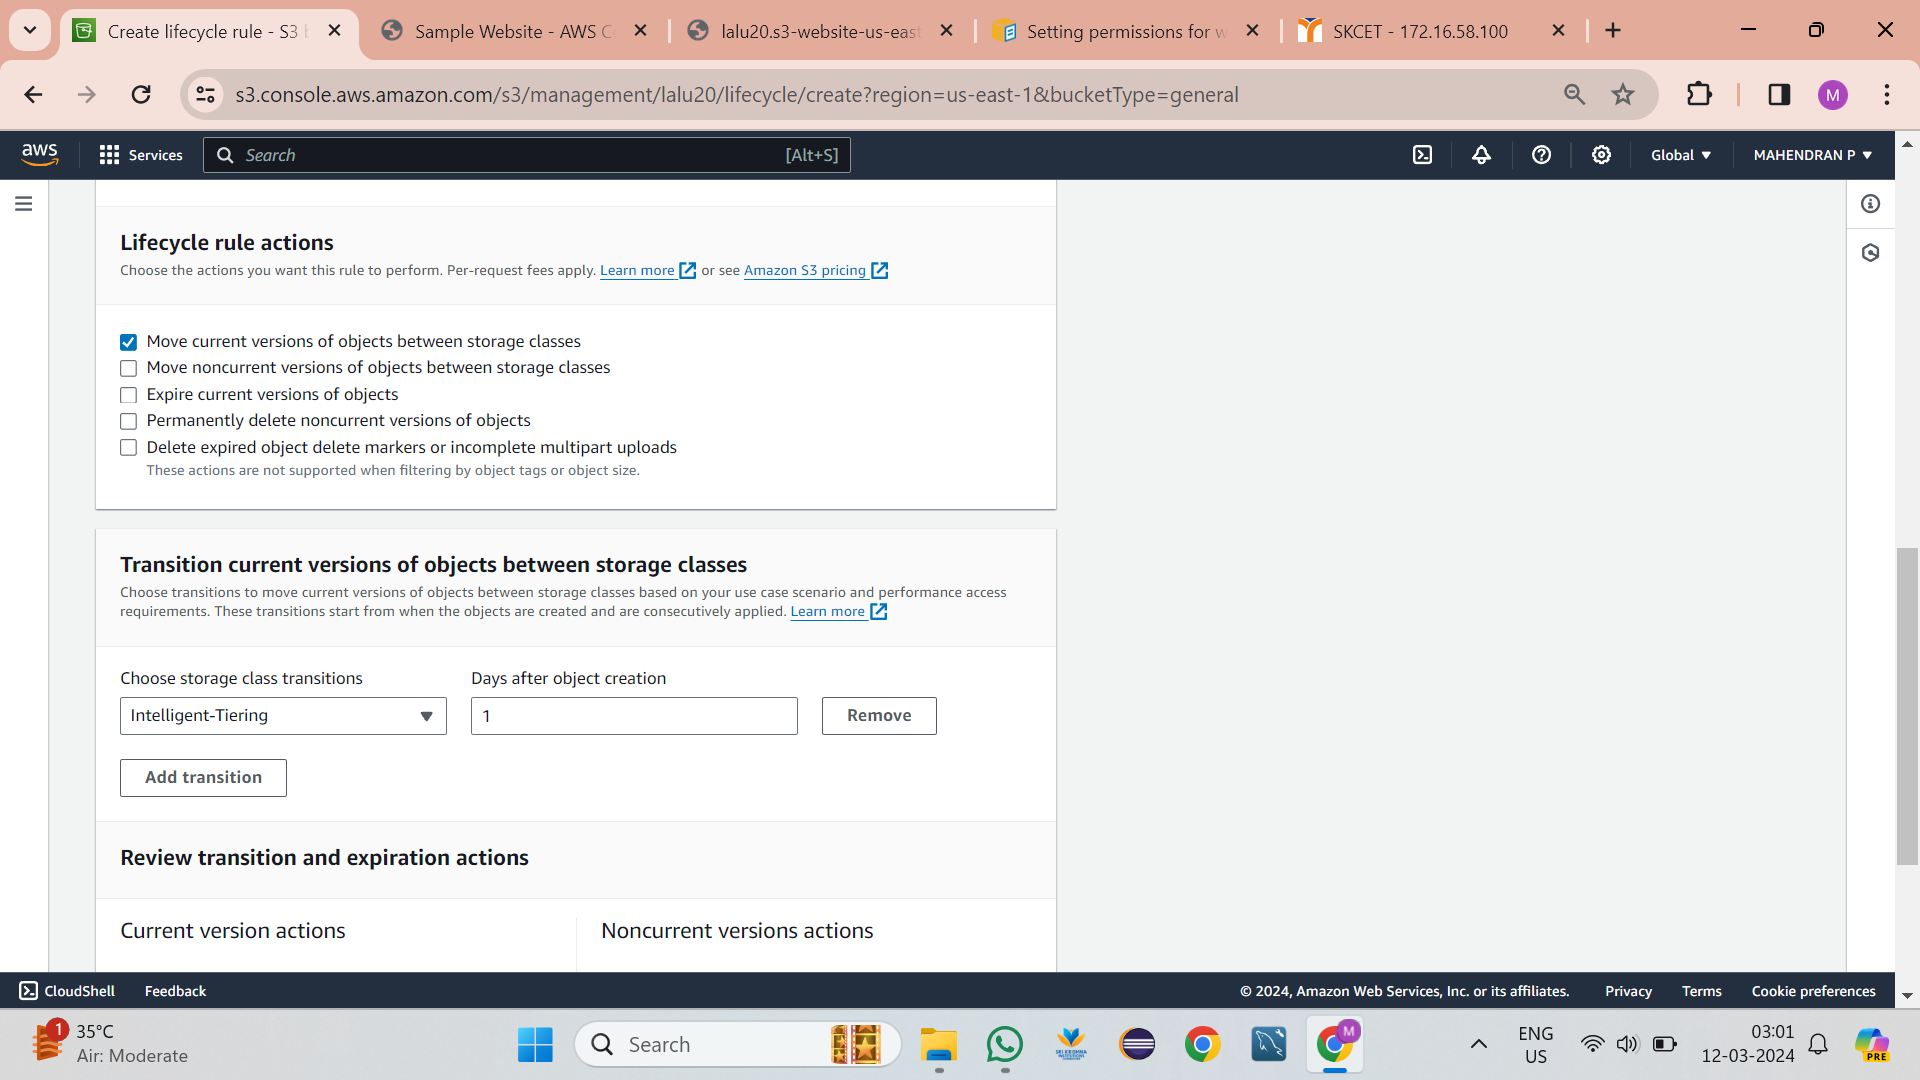 Create lifecycle rule - S3 b
Sample Website - AWS C
lalu20.s3-website-us-eas
Setting permissions for w
SKCET - 172.16.58.100
s3.console.aws.amazon.com/s3/management/lalu20/lifecycle/create?region=us-east-1&bucketType=general
M
aws
Services
Search
[Alt+S]
Global
MAHENDRAN P
Lifecycle rule actions
Choose the actions you want this rule to perform. Per-request fees apply. Learn more or see Amazon S3 pricing
Move current versions of objects between storage classes
Move noncurrent versions of objects between storage classes
Expire current versions of objects
Permanently delete noncurrent versions of objects
Delete expired object delete markers or incomplete multipart uploads
These actions are not supported when filtering by object tags or object size.
Transition current versions of objects between storage classes
Choose transitions to move current versions of objects between storage classes based on your use case scenario and performance access
requirements. These transitions start from when the objects are created and are consecutively applied. Learn more
Choose storage class transitions
Days after object creation
Intelligent-Tiering
1
Remove
Add transition
Review transition and expiration actions
Current version actions
Noncurrent versions actions
CloudShell
Feedback
© 2024, Amazon Web Services, Inc. or its affiliates.
Privacy
Terms
Cookie preferences
1
35°C
Air: Moderate
Search
M
ENG
US
03:01
12-03-2024
PRE